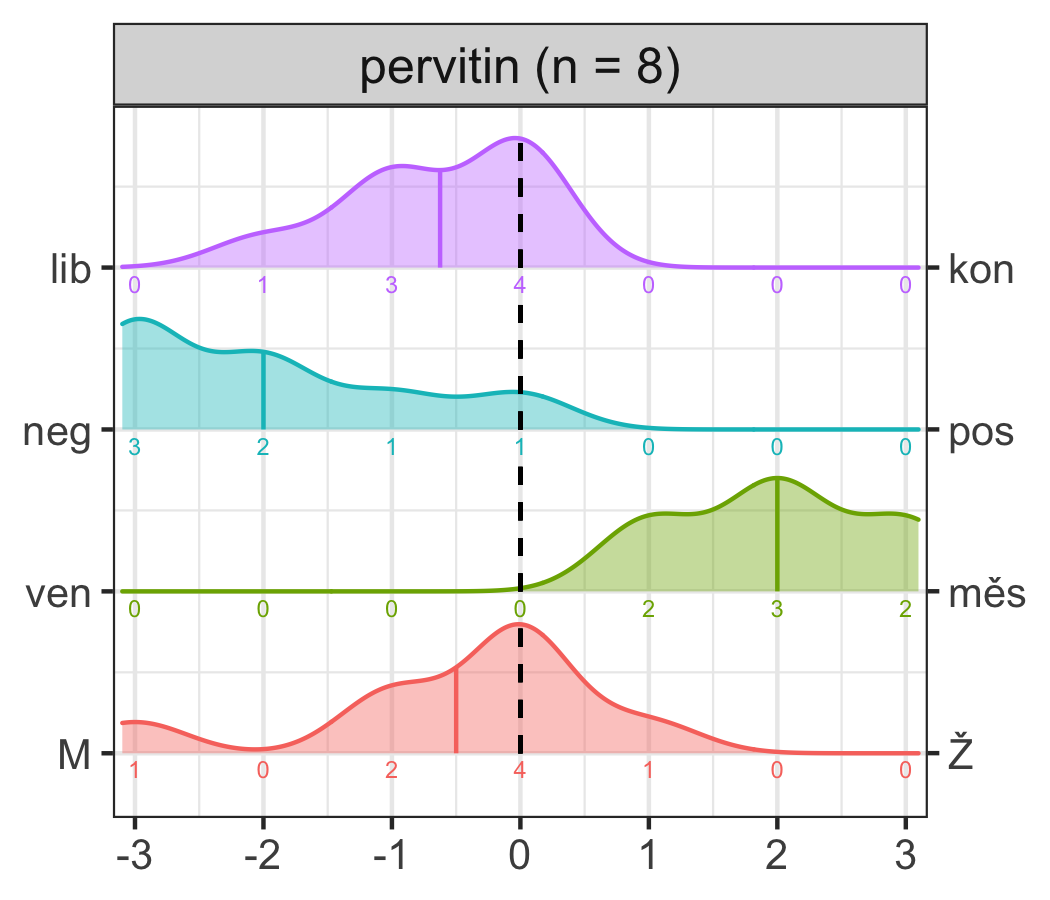 pervitin (n = 8)
lib kon
0 1 3 4 0 0 0
neg pos
3 2 1 1 0 0 0
ven měs
0 0 0 0 2 3 2
M Ž
1 0 2 4 1 0 0
-3 -2 -1 0 1 2 3